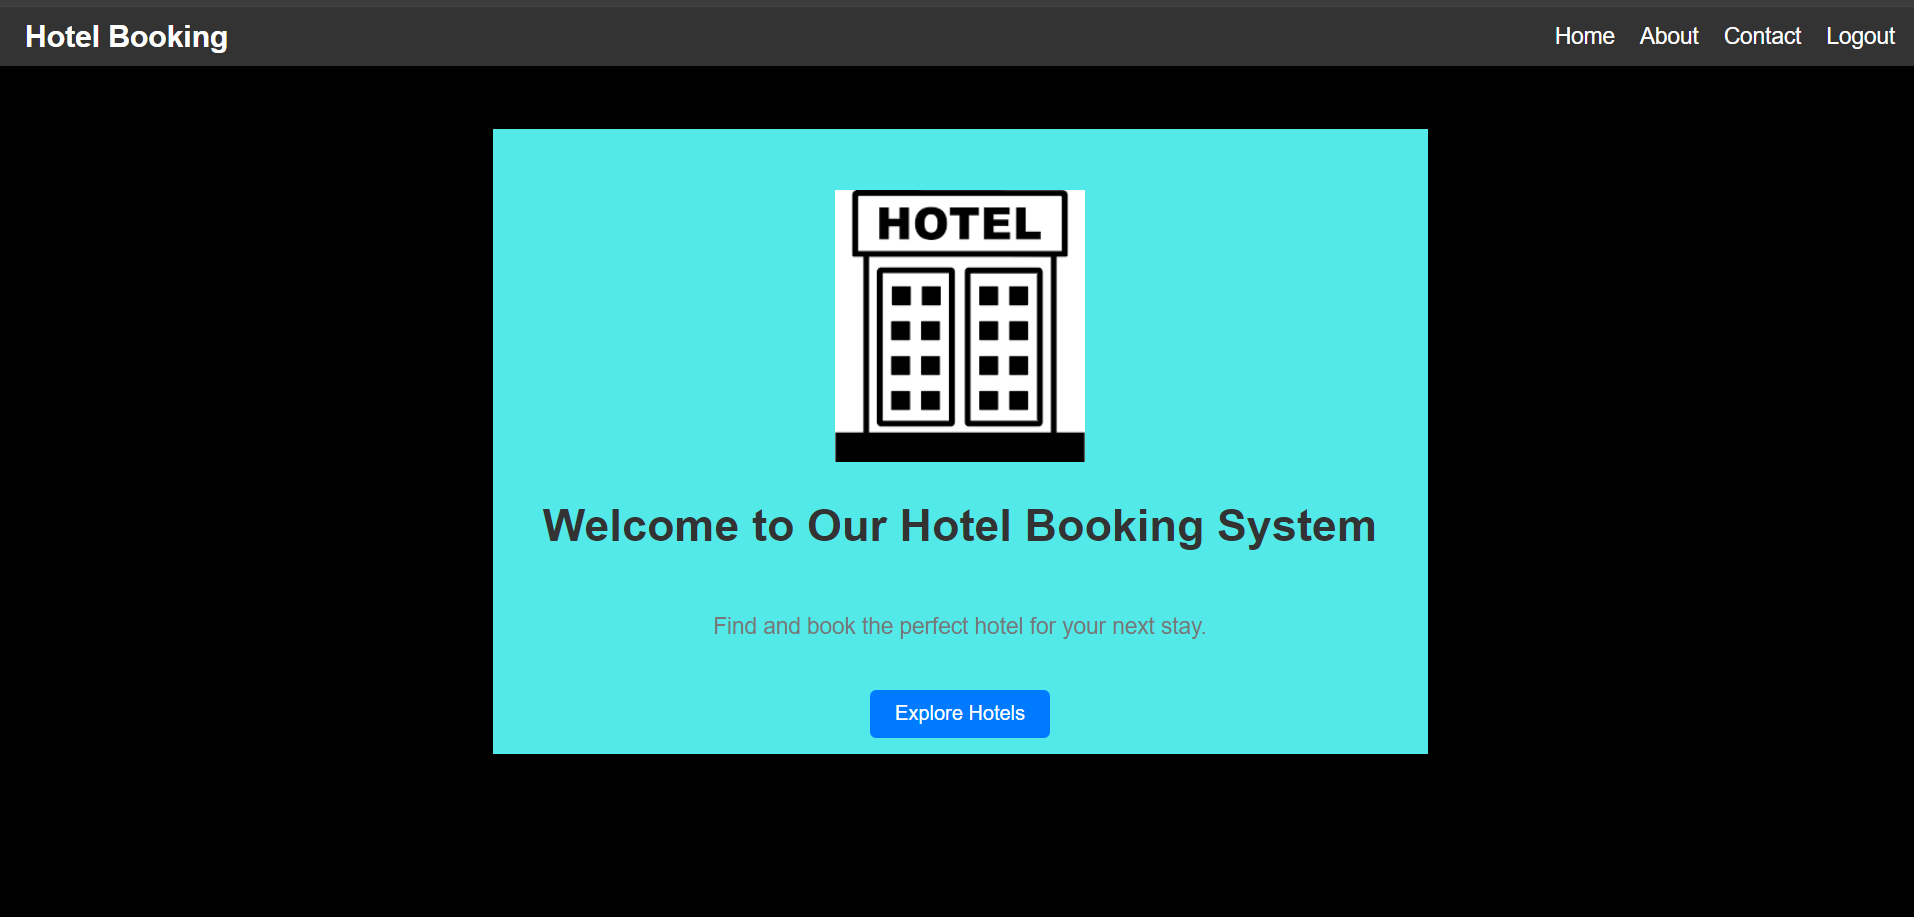 Hotel Booking
Home About Contact Logout
HOTEL
Welcome to Our Hotel Booking System
Find and book the perfect hotel for your next stay.
Explore Hotels